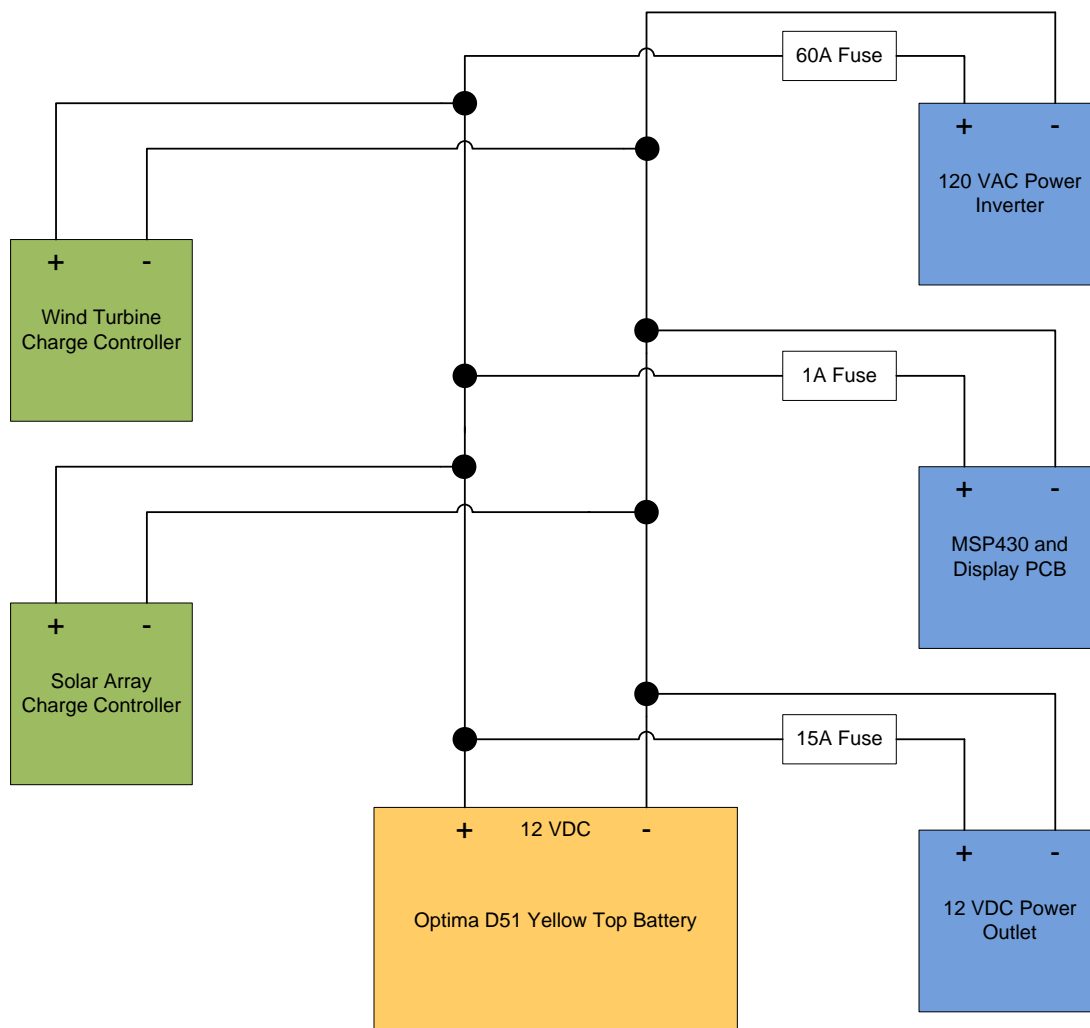 60A Fuse
+ -
120 VAC Power
Inverter
+ -
Wind Turbine
Charge Controller
1A Fuse
+ -
MSP430 and
Display PCB
+ -
Solar Array
Charge Controller
15A Fuse
+ 12 VDC -
Optima D51 Yellow Top Battery
+ -
12 VDC Power
Outlet